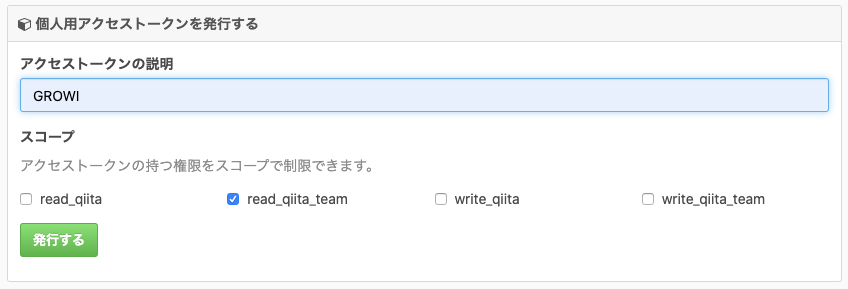 個人用アクセストークンを発行する
アクセストークンの説明
GROWI
スコープ
アクセストークンの持つ権限をスコープで制限できます。
read_qiita read_qiita_team write_qiita write_qiita_team
発行する